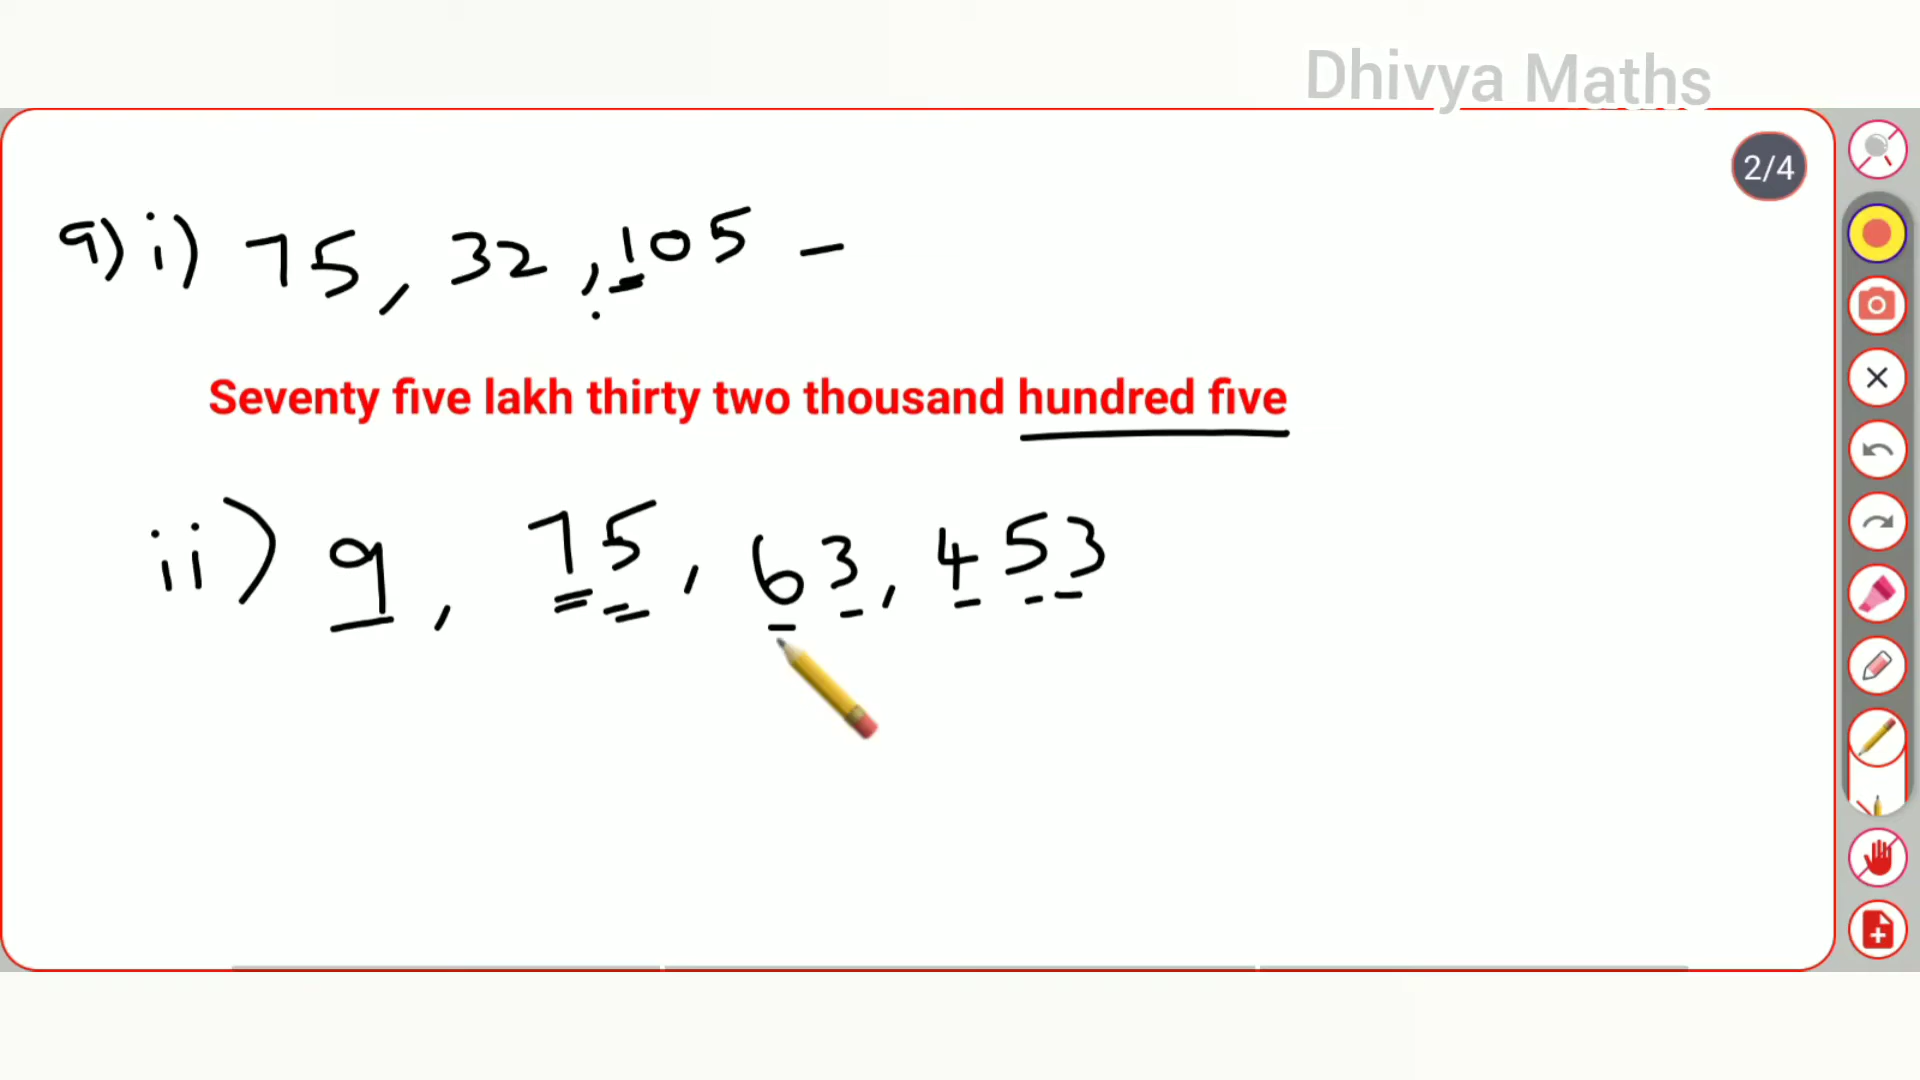 Dhivya Maths
2/4
9) i) 75, 32, 105 –
Seventy five lakh thirty two thousand hundred five
ii) 9, 75, 63, 453